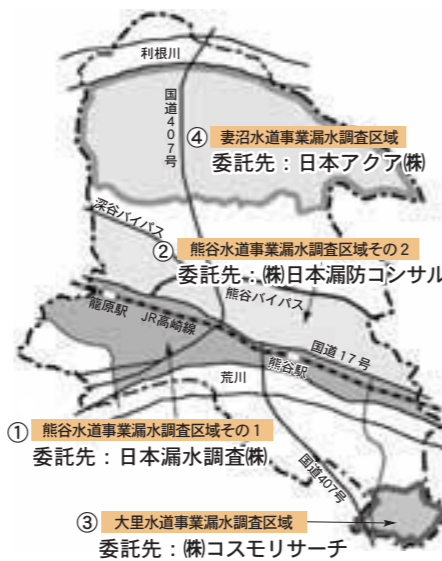 利根川
国道407号
④ 妻沼水道事業漏水調査区域
委託先：日本アクア㈱
深谷バイパス
② 熊谷水道事業漏水調査区域その2
委託先：㈱日本漏防コンサル
熊谷バイパス
籠原駅 JR高崎線
国道17号
熊谷駅
荒川
① 熊谷水道事業漏水調査区域その1
委託先：日本漏水調査㈱
国道407号
③ 大里水道事業漏水調査区域
委託先：㈱コスモリサーチ